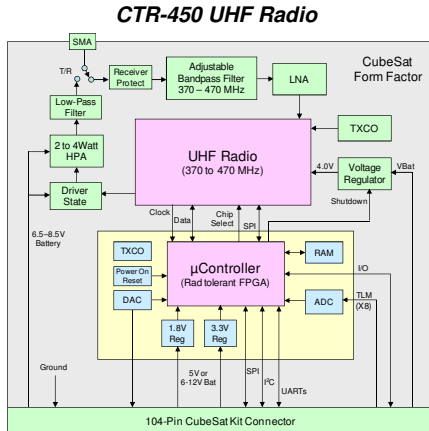 CTR-450 UHF Radio
SMA
CubeSat
Form Factor
T/R
Receiver
Protect
Adjustable
Bandpass Filter
370 – 470 MHz
LNA
Low-Pass
Filter
TXCO
2 to 4Watt
HPA
UHF Radio
(370 to 470 MHz)
4.0V
Voltage
Regulator
VBat
Driver
State
Shutdown
Clock
Data
Chip
Select
SPI
6.5–8.5V
Battery
TXCO
µController
(Rad tolerant FPGA)
RAM
Power On
Reset
I/O
DAC
ADC
TLM
(X8)
1.8V
Reg
3.3V
Reg
Ground
5V or
6-12V Bat
SPI
I²C
UARTs
104-Pin CubeSat Kit Connector